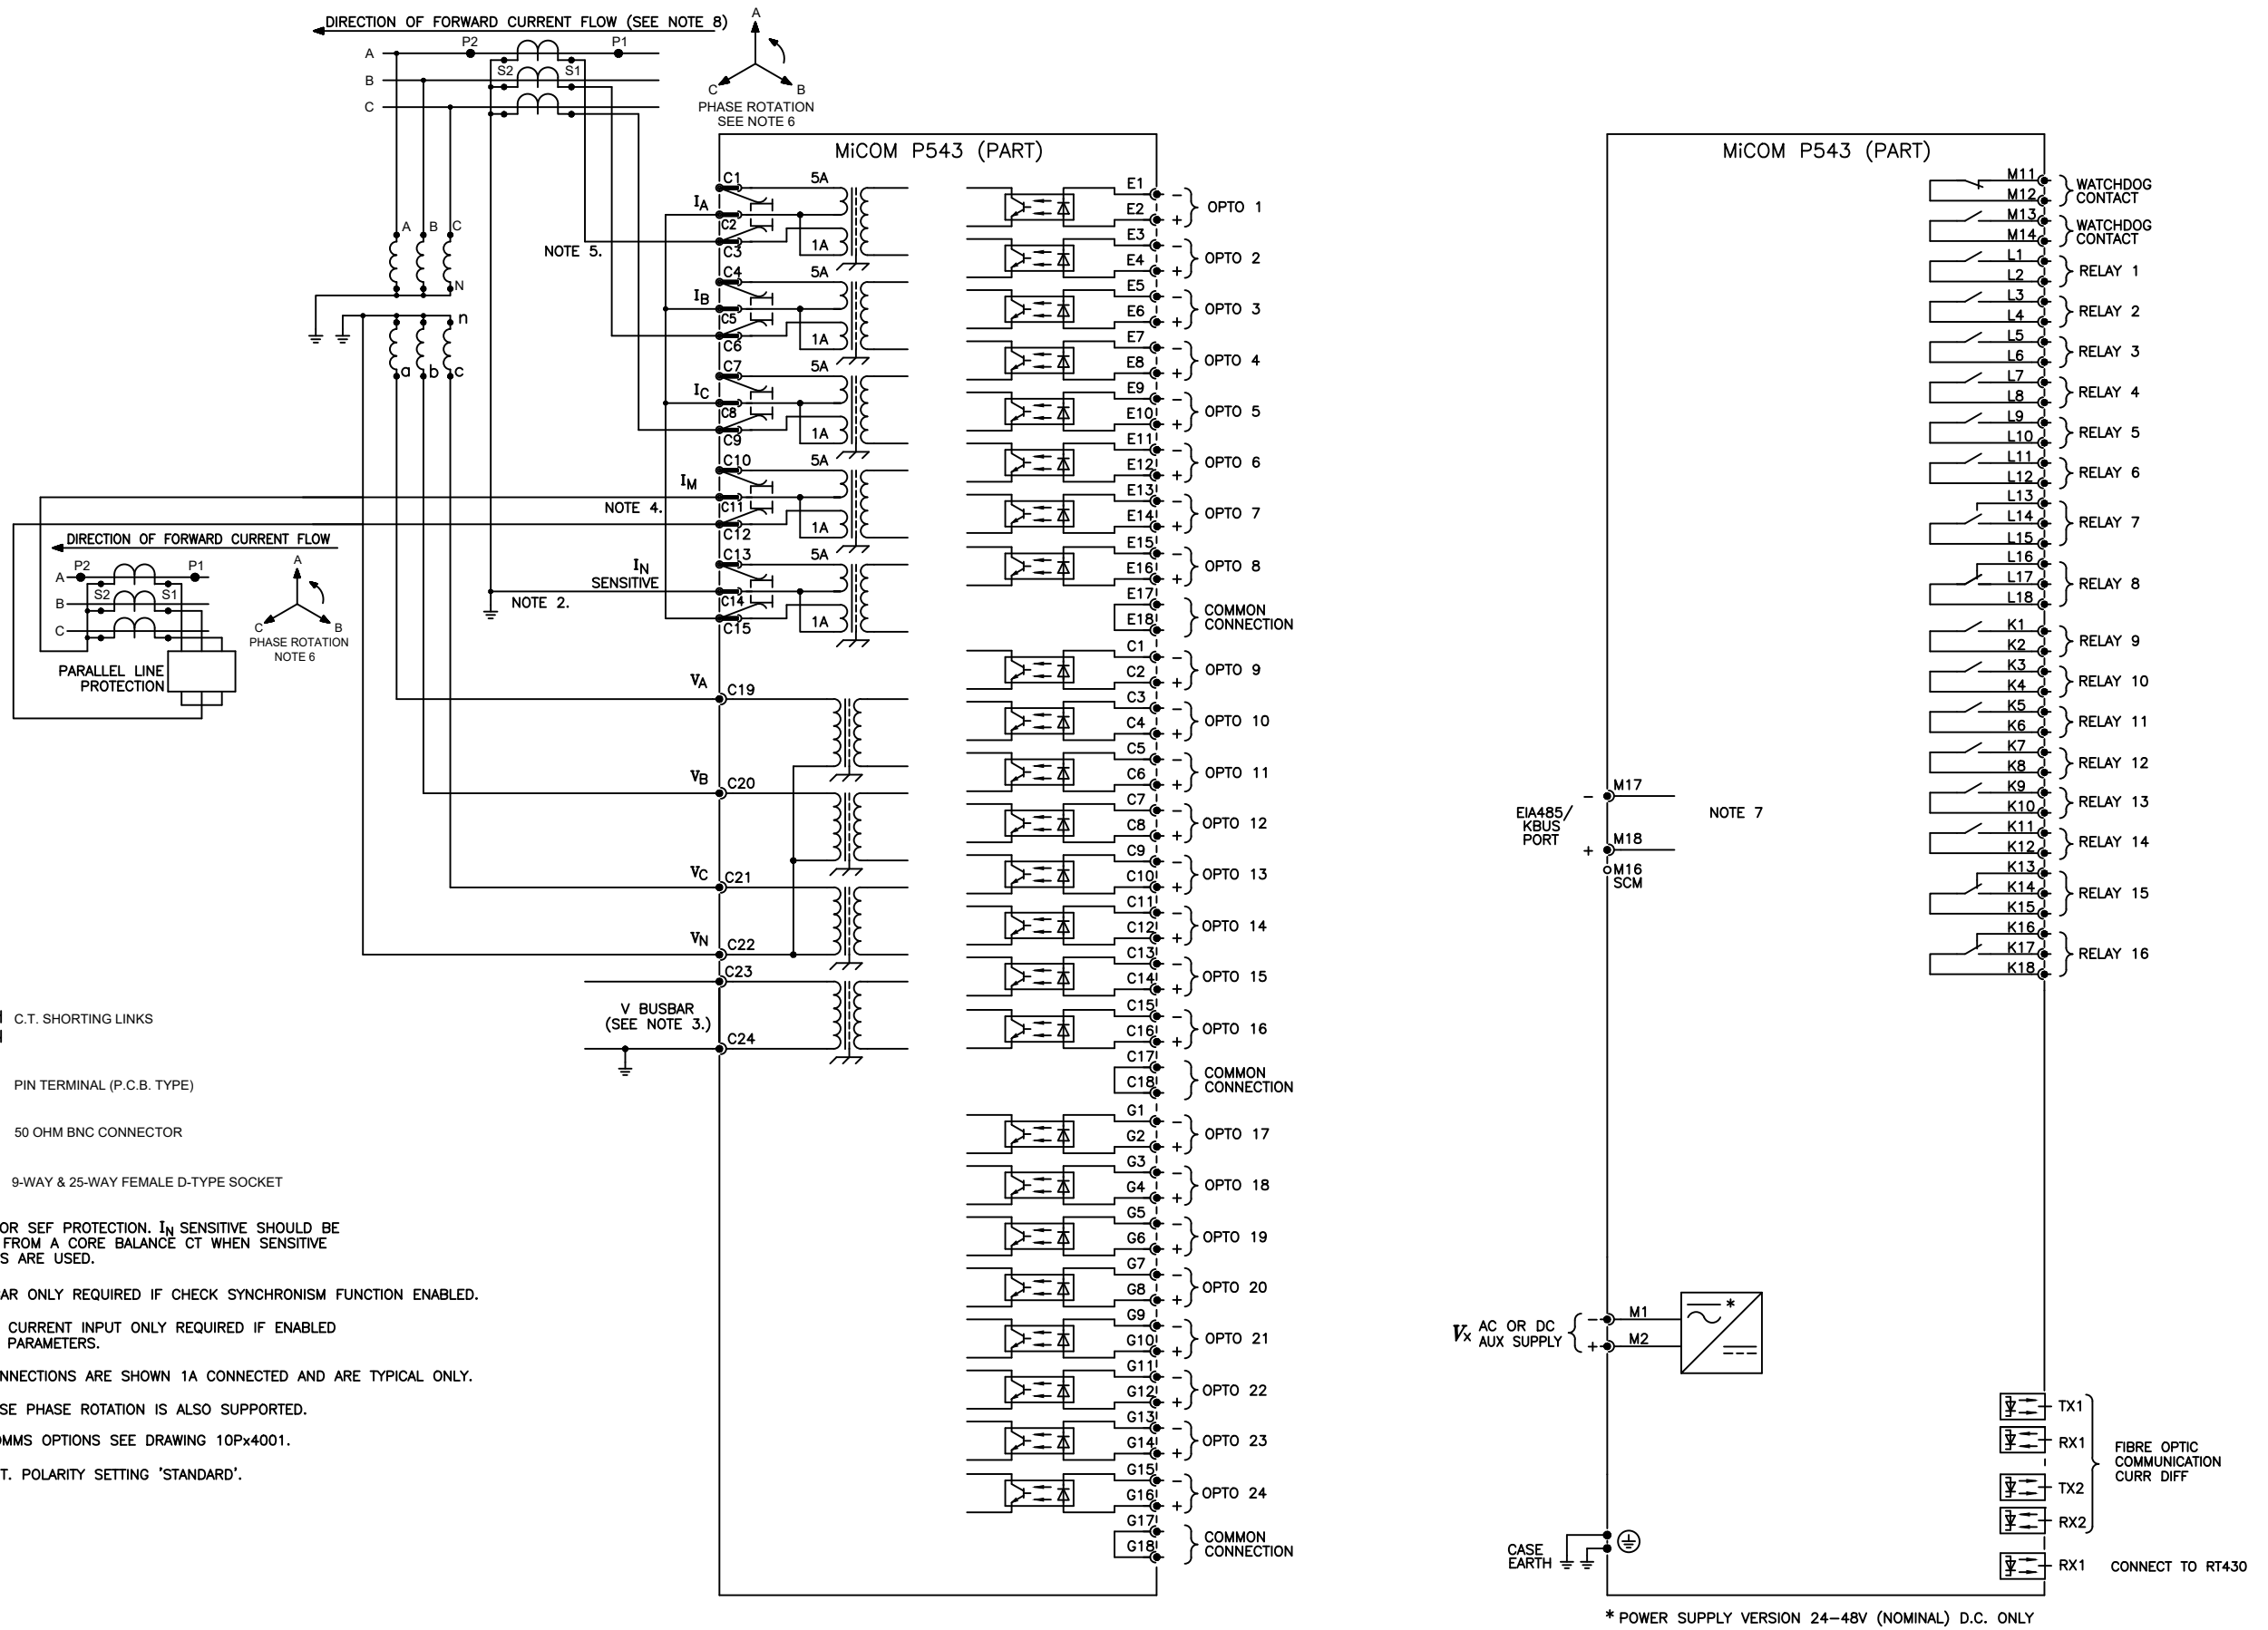 DIRECTION OF FORWARD CURRENT FLOW (SEE NOTE 8)
A
P2
P1
S2
S1
B
C
A
C
B
PHASE ROTATION
SEE NOTE 6
A
B
C
N
n
a
b
c
NOTE 5.
NOTE 4.
NOTE 2.
DIRECTION OF FORWARD CURRENT FLOW
A
P2
P1
S2
S1
B
C
A
C
B
PHASE ROTATION
NOTE 6
PARALLEL LINE
PROTECTION
MiCOM P543 (PART)
IA
C1
C2
C3
5A
1A
IB
C4
C5
C6
5A
1A
IC
C7
C8
C9
5A
1A
IM
C10
C11
C12
5A
1A
IN
SENSITIVE
C13
C14
C15
5A
1A
VA
C19
VB
C20
VC
C21
VN
C22
C23
V BUSBAR
(SEE NOTE 3.)
C24
E1 −
E2 +
OPTO 1
E3 −
E4 +
OPTO 2
E5 −
E6 +
OPTO 3
E7 −
E8 +
OPTO 4
E9 −
E10 +
OPTO 5
E11 −
E12 +
OPTO 6
E13 −
E14 +
OPTO 7
E15 −
E16 +
OPTO 8
E17
E18
COMMON
CONNECTION
C1 −
C2 +
OPTO 9
C3 −
C4 +
OPTO 10
C5 −
C6 +
OPTO 11
C7 −
C8 +
OPTO 12
C9 −
C10 +
OPTO 13
C11 −
C12 +
OPTO 14
C13 −
C14 +
OPTO 15
C15 −
C16 +
OPTO 16
C17
C18
COMMON
CONNECTION
G1 −
G2 +
OPTO 17
G3 −
G4 +
OPTO 18
G5 −
G6 +
OPTO 19
G7 −
G8 +
OPTO 20
G9 −
G10 +
OPTO 21
G11 −
G12 +
OPTO 22
G13 −
G14 +
OPTO 23
G15 −
G16 +
OPTO 24
G17
G18
COMMON
CONNECTION
C.T. SHORTING LINKS
PIN TERMINAL (P.C.B. TYPE)
50 OHM BNC CONNECTOR
9-WAY & 25-WAY FEMALE D-TYPE SOCKET
OR SEF PROTECTION. IN SENSITIVE SHOULD BE
FROM A CORE BALANCE CT WHEN SENSITIVE
S ARE USED.
AR ONLY REQUIRED IF CHECK SYNCHRONISM FUNCTION ENABLED.
CURRENT INPUT ONLY REQUIRED IF ENABLED
PARAMETERS.
NNECTIONS ARE SHOWN 1A CONNECTED AND ARE TYPICAL ONLY.
SE PHASE ROTATION IS ALSO SUPPORTED.
OMMS OPTIONS SEE DRAWING 10Px4001.
T. POLARITY SETTING 'STANDARD'.
MiCOM P543 (PART)
M11
M12
WATCHDOG
CONTACT
M13
M14
WATCHDOG
CONTACT
L1
L2
RELAY 1
L3
L4
RELAY 2
L5
L6
RELAY 3
L7
L8
RELAY 4
L9
L10
RELAY 5
L11
L12
RELAY 6
L13
L14
L15
RELAY 7
L16
L17
L18
RELAY 8
K1
K2
RELAY 9
K3
K4
RELAY 10
K5
K6
RELAY 11
K7
K8
RELAY 12
K9
K10
RELAY 13
K11
K12
RELAY 14
K13
K14
K15
RELAY 15
K16
K17
K18
RELAY 16
− M17
EIA485/
KBUS
PORT
NOTE 7
+ M18
M16
SCM
Vx AC OR DC
AUX SUPPLY
− M1
+ M2
*
TX1
RX1
TX2
RX2
FIBRE OPTIC
COMMUNICATION
CURR DIFF
RX1 CONNECT TO RT430
CASE
EARTH
* POWER SUPPLY VERSION 24−48V (NOMINAL) D.C. ONLY